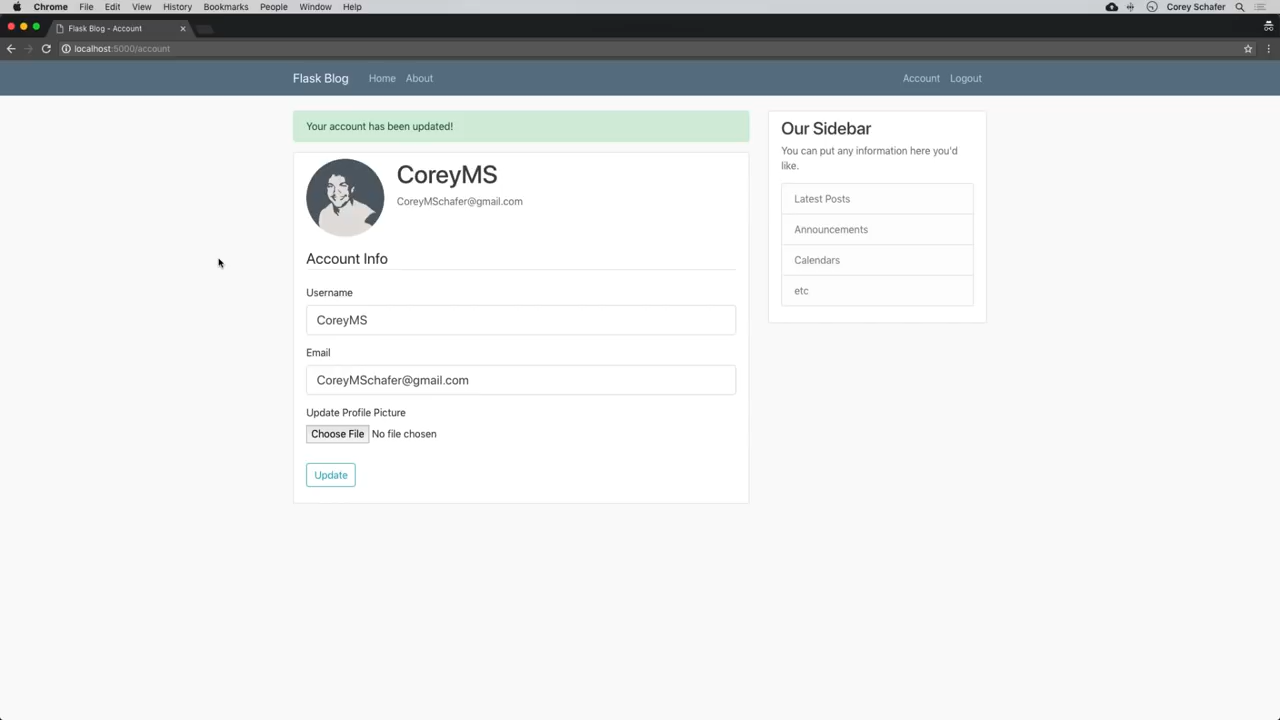 Chrome File Edit View History Bookmarks People Window Help Corey Schafer
Flask Blog - Account
localhost:5000/account
Flask Blog Home About Account Logout
Your account has been updated!
CoreyMS
CoreyMSchafer@gmail.com
Account Info
Username
CoreyMS
Email
CoreyMSchafer@gmail.com
Update Profile Picture
Choose File No file chosen
Update
Our Sidebar
You can put any information here you'd
like.
Latest Posts
Announcements
Calendars
etc